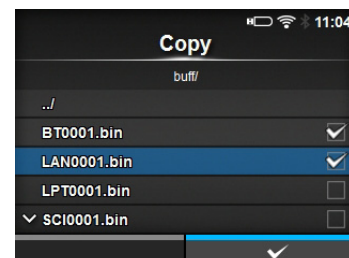 11:04
Copy
buff/
../
BT0001.bin
LAN0001.bin
LPT0001.bin
SCI0001.bin